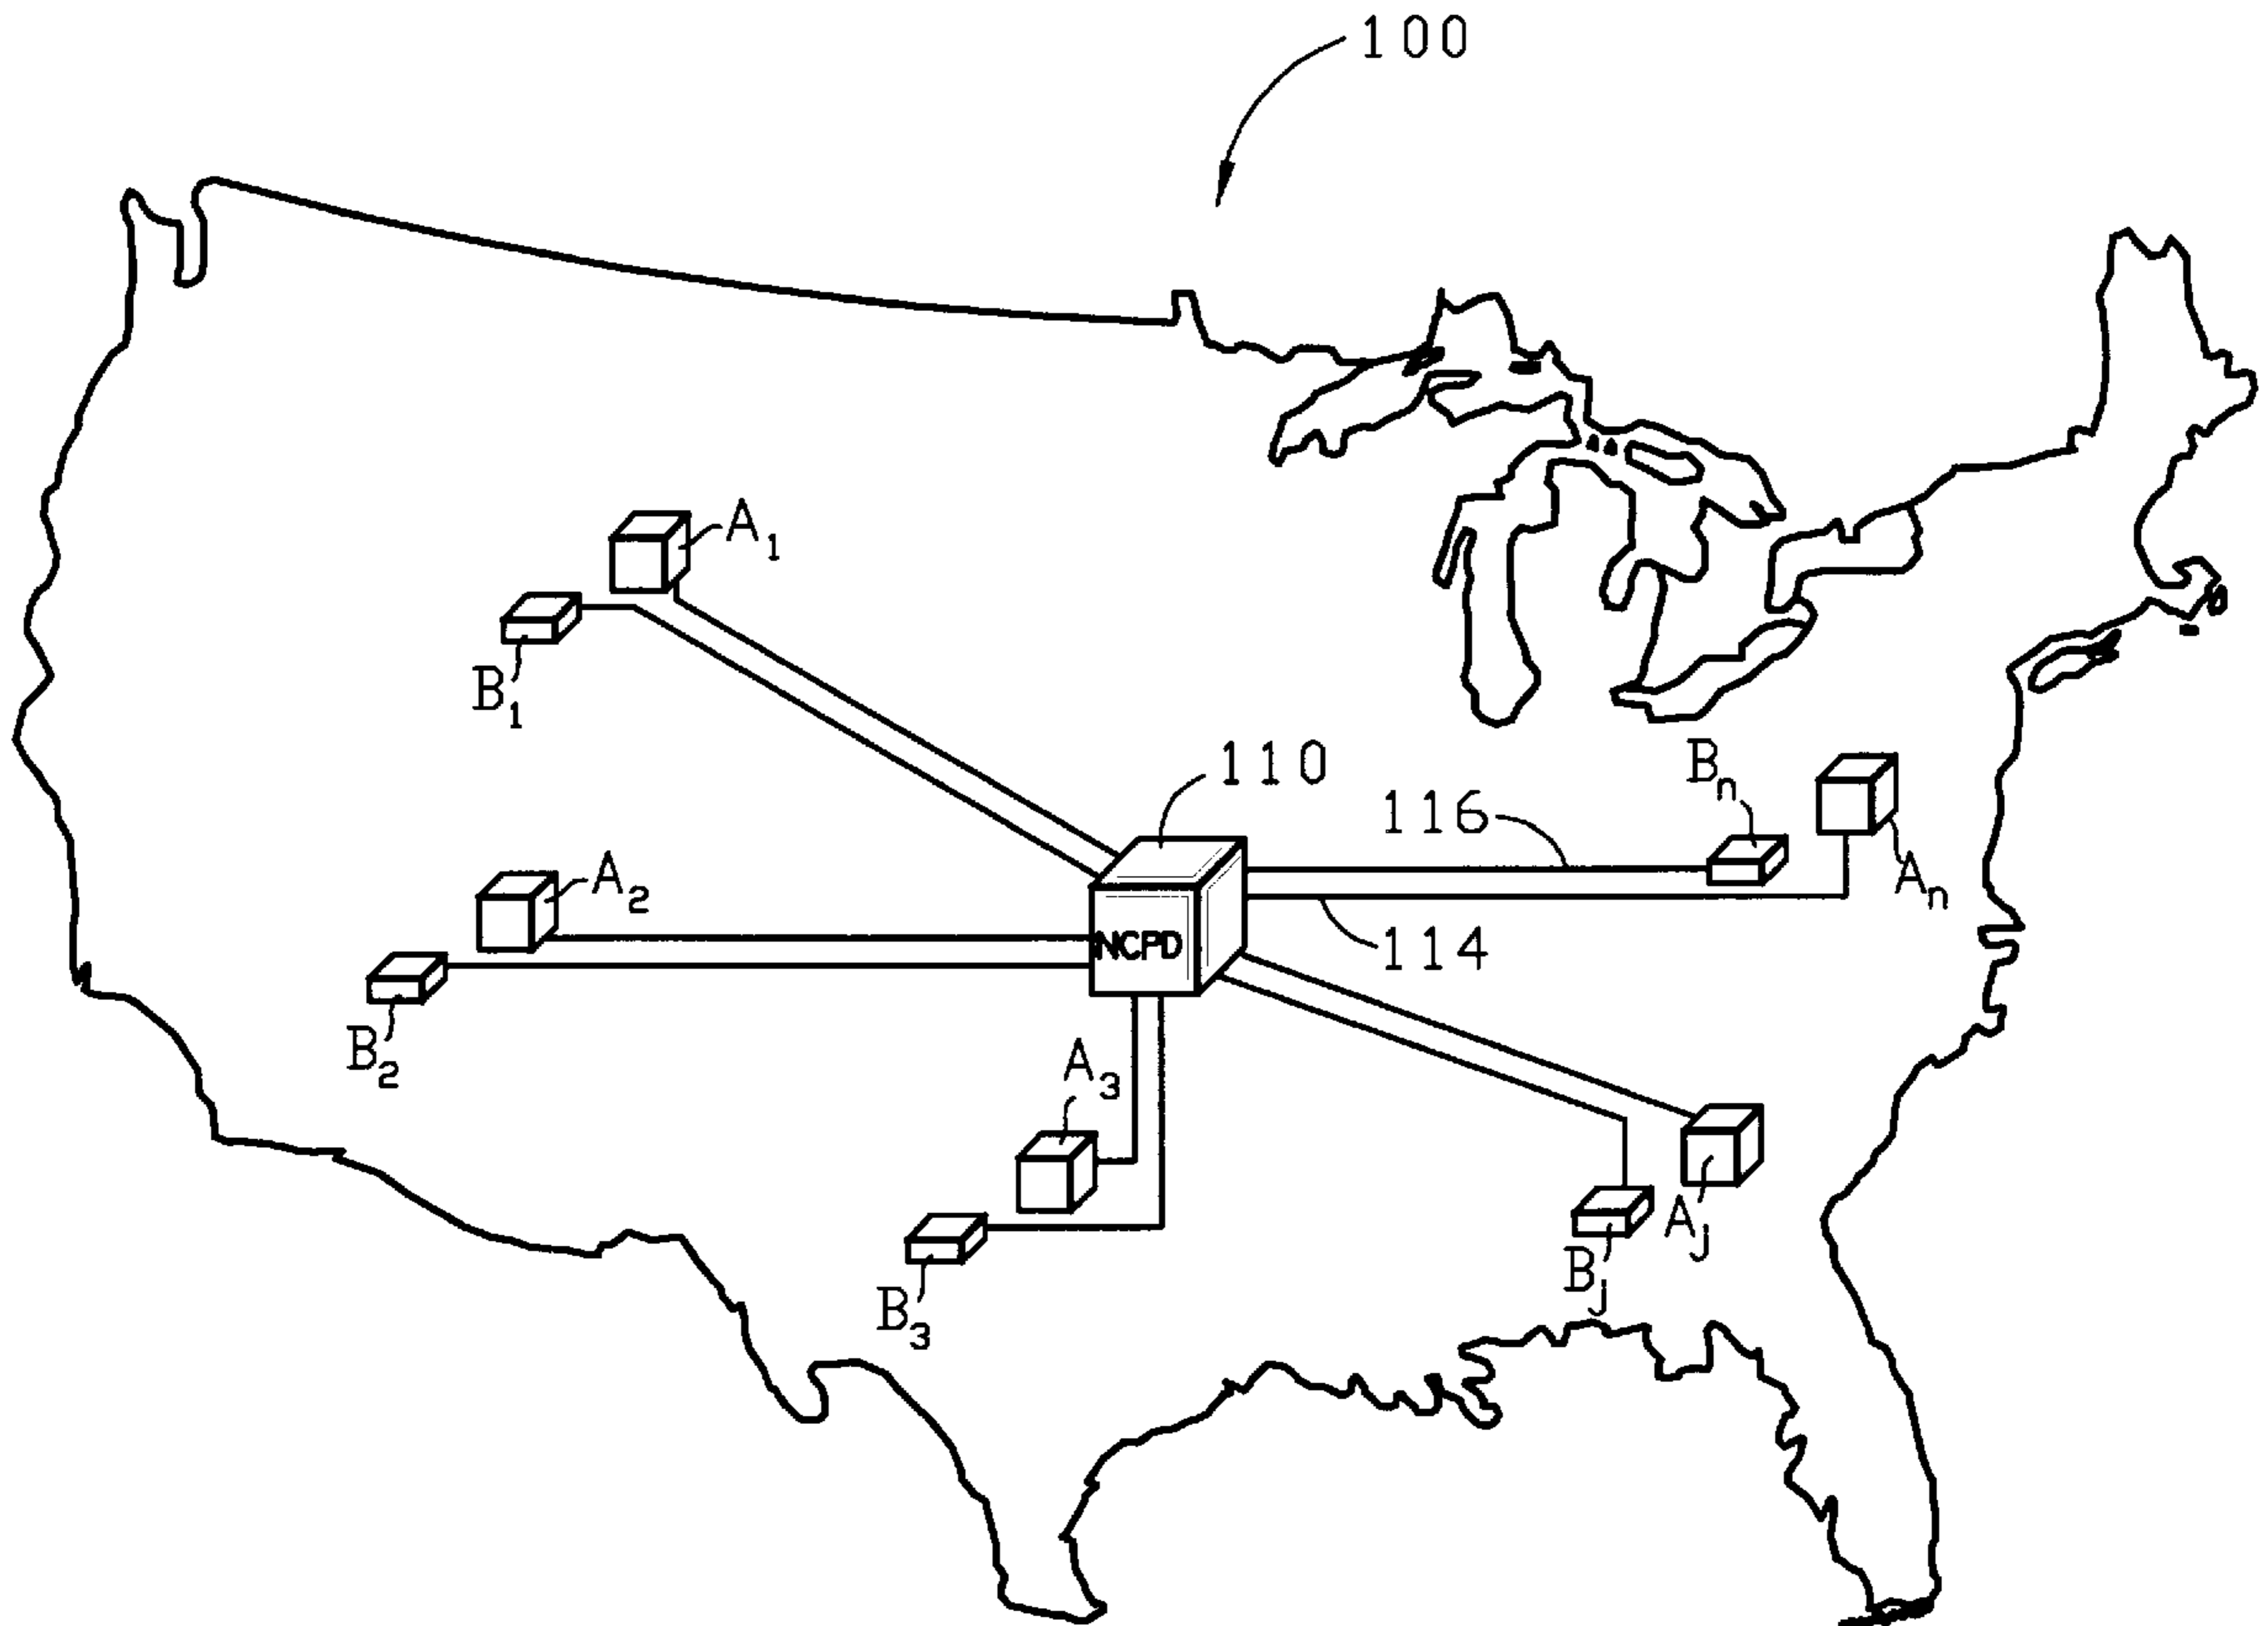 100
A₁
B₁
110
Bₙ
116
Aₙ
A₂
NCPD
114
B₂
A₃
Aⱼ
Bⱼ
B₃